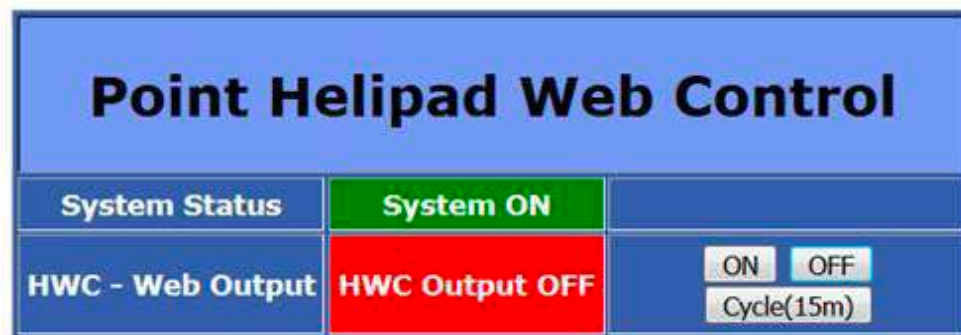 Point Helipad Web Control
System Status System ON
HWC - Web Output HWC Output OFF ON OFF
Cycle(15m)